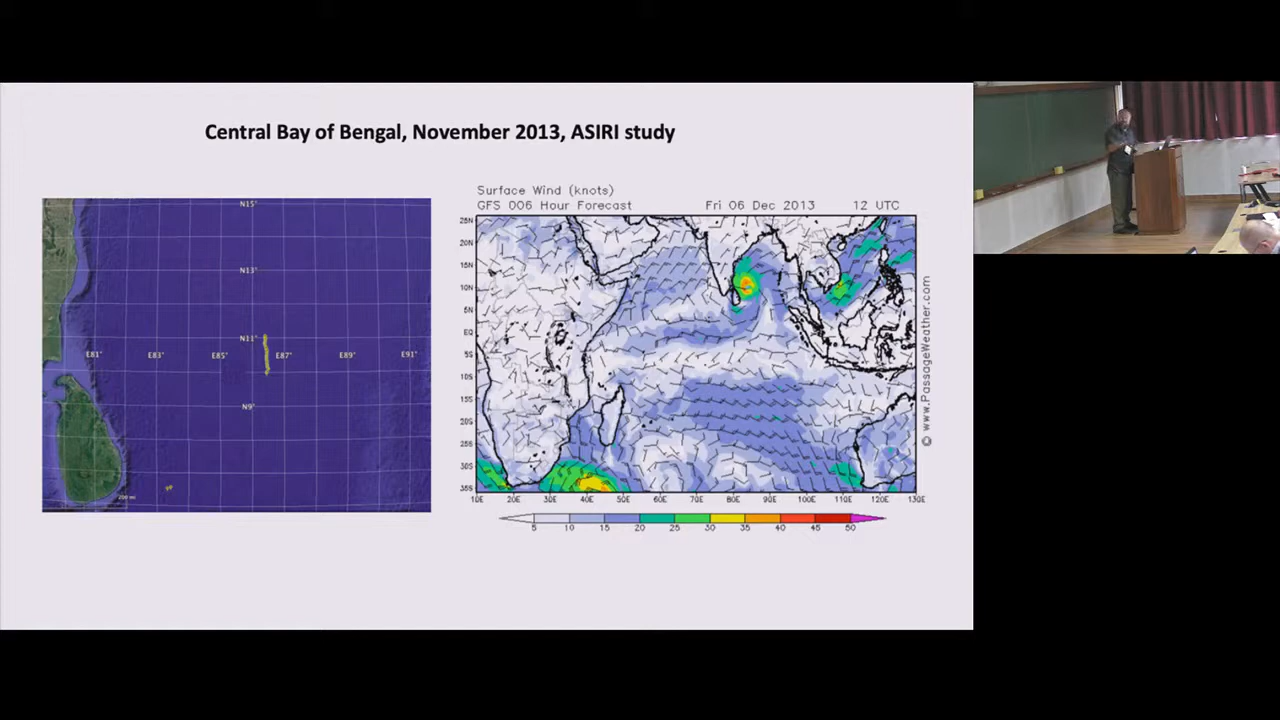 Central Bay of Bengal, November 2013, ASIRI study
N15°
N13°
N11°
E81° E83° E85° E87° E89° E91°
N9°
200 mi
Surface Wind (knots)
GFS 006 Hour Forecast Fri 06 Dec 2013 12 UTC
25N
20N
15N
10N
5N
EQ
5S
10S
15S
20S
25S
30S
35S
10E 20E 30E 40E 50E 60E 70E 80E 90E 100E 110E 120E 130E
© www.PassageWeather.com
5 10 15 20 25 30 35 40 45 50